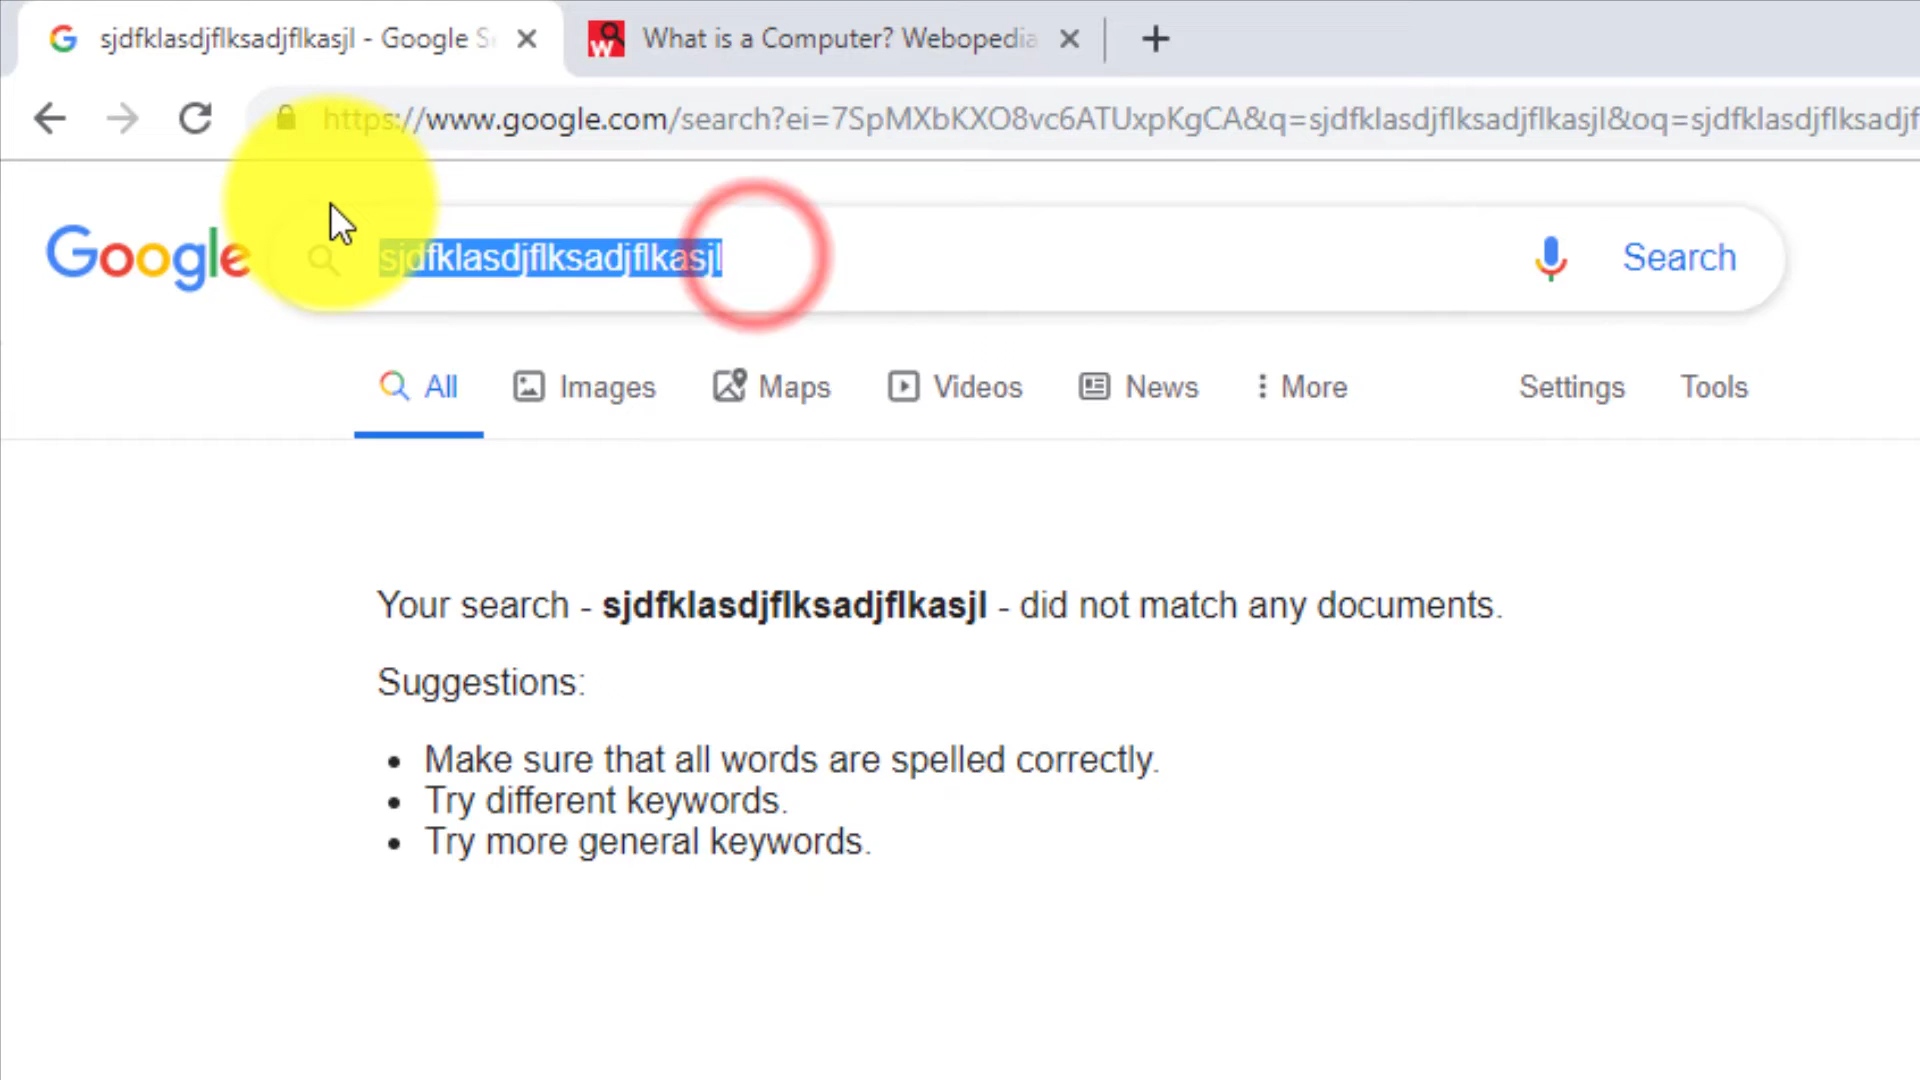 sjdfklasdjflksadjflkasjl - Google S
What is a Computer? Webopedia
https://www.google.com/search?ei=7SpMXbKXO8vc6ATUxpKgCA&q=sjdfklasdjflksadjflkasjl&oq=sjdfklasdjflksadjf
Google
sjdfklasdjflksadjflkasjl
Search
All Images Maps Videos News More Settings Tools
Your search - sjdfklasdjflksadjflkasjl - did not match any documents.
Suggestions:
• Make sure that all words are spelled correctly.
• Try different keywords.
• Try more general keywords.